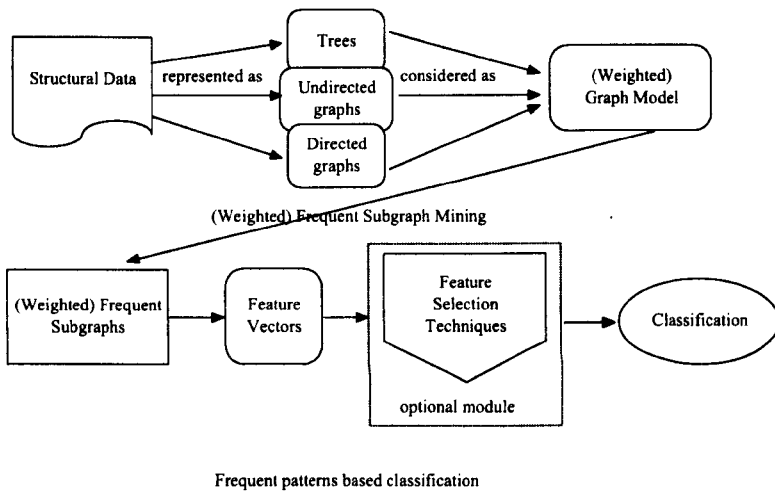 Structural Data
represented as
Trees
Undirected
graphs
Directed
graphs
considered as
(Weighted)
Graph Model
(Weighted) Frequent Subgraph Mining
(Weighted) Frequent
Subgraphs
Feature
Vectors
Feature
Selection
Techniques
optional module
Classification
Frequent patterns based classification